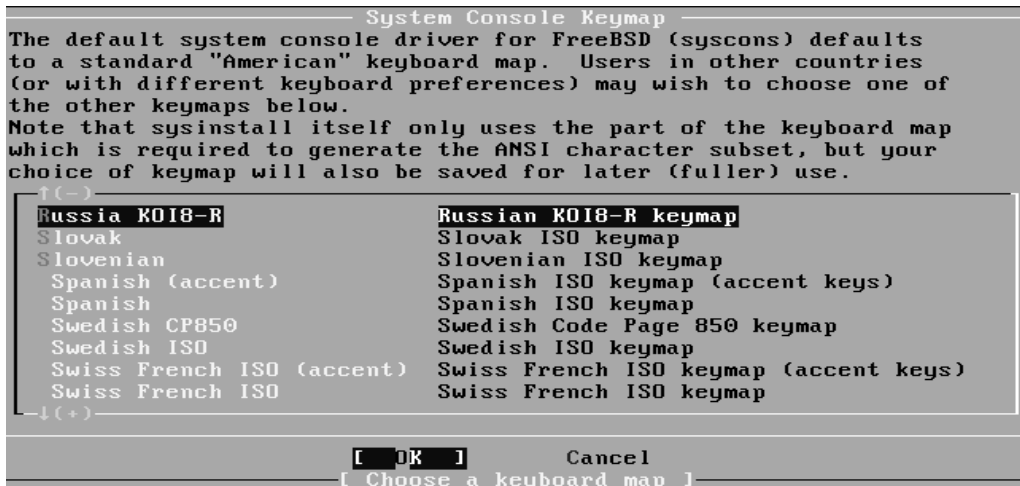 System Console Keymap
The default system console driver for FreeBSD (syscons) defaults
to a standard "American" keyboard map.  Users in other countries
(or with different keyboard preferences) may wish to choose one of
the other keymaps below.
Note that sysinstall itself only uses the part of the keyboard map
which is required to generate the ANSI character subset, but your
choice of keymap will also be saved for later (fuller) use.
↑(-)
Russia KOI8-R Russian KOI8-R keymap
Slovak Slovak ISO keymap
Slovenian Slovenian ISO keymap
Spanish (accent) Spanish ISO keymap (accent keys)
Spanish Spanish ISO keymap
Swedish CP850 Swedish Code Page 850 keymap
Swedish ISO Swedish ISO keymap
Swiss French ISO (accent) Swiss French ISO keymap (accent keys)
Swiss French ISO Swiss French ISO keymap
↓(+)
[ OK ] Cancel
[ Choose a keyboard map ]